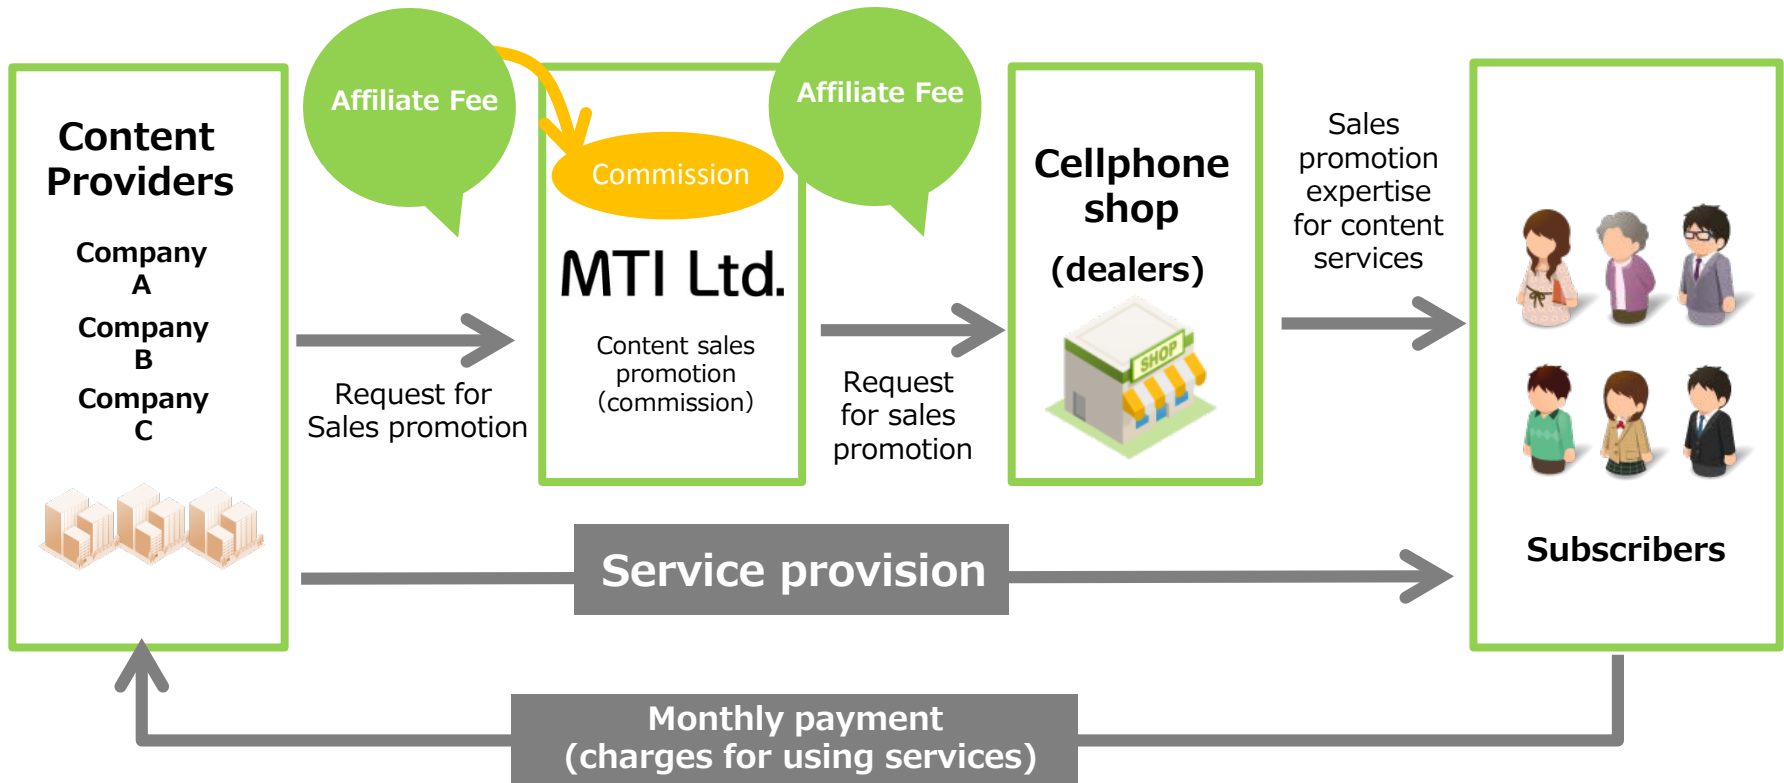 Content
Providers
Company
A
Company
B
Company
C
Affiliate Fee
Request for
Sales promotion
Commission
MTI Ltd.
Content sales
promotion
(commission)
Affiliate Fee
Request
for sales
promotion
Cellphone
shop
(dealers)
SHOP
Sales
promotion
expertise
for content
services
Subscribers
Service provision
Monthly payment
(charges for using services)